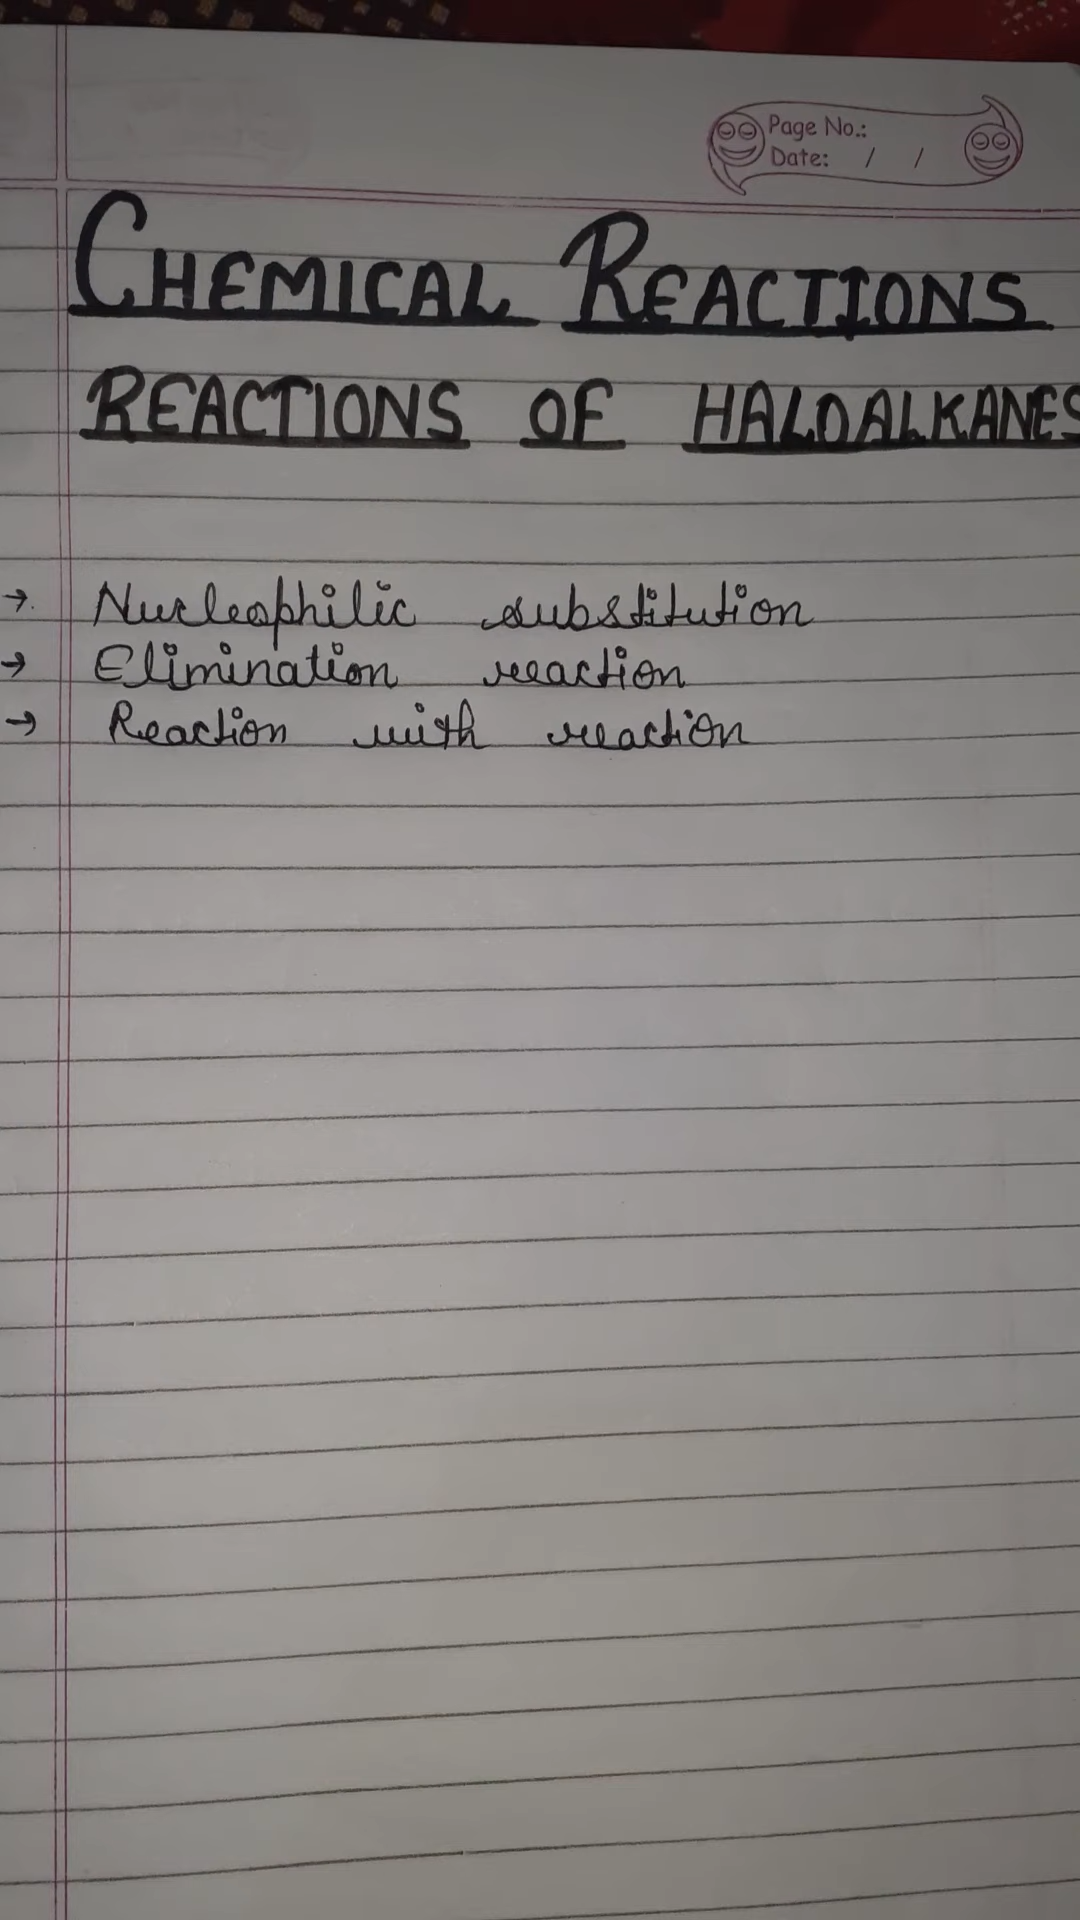 Page No.:
Date: / /
CHEMICAL REACTIONS
REACTIONS OF HALOALKANES
→ Nucleophilic substitution
→ Elimination reaction
→ Reaction with reaction